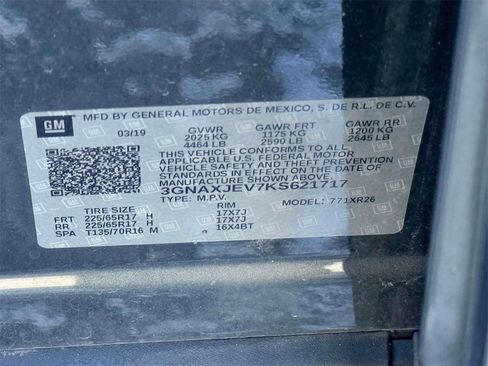 GM
MFD BY GENERAL MOTORS DE MEXICO, S. DE R.L. DE C.V.
03/19 GVWR GAWR FRT GAWR RR
2025 KG 1175 KG 1200 KG
4464 LB 2590 LB 2645 LB
THIS VEHICLE CONFORMS TO ALL
APPLICABLE U.S. FEDERAL MOTOR
VEHICLE SAFETY AND THEFT PREVENTION
STANDARDS IN EFFECT ON THE DATE OF
MANUFACTURE SHOWN ABOVE.
3GNAXJEV7KS621717
TYPE: M.P.V. MODEL: 771XR26
TIRE SIZE RIM
FRT 225/65R17 H 17X7J
RR 225/65R17 H 17X7J
SPA T135/70R16 M 16X4BT